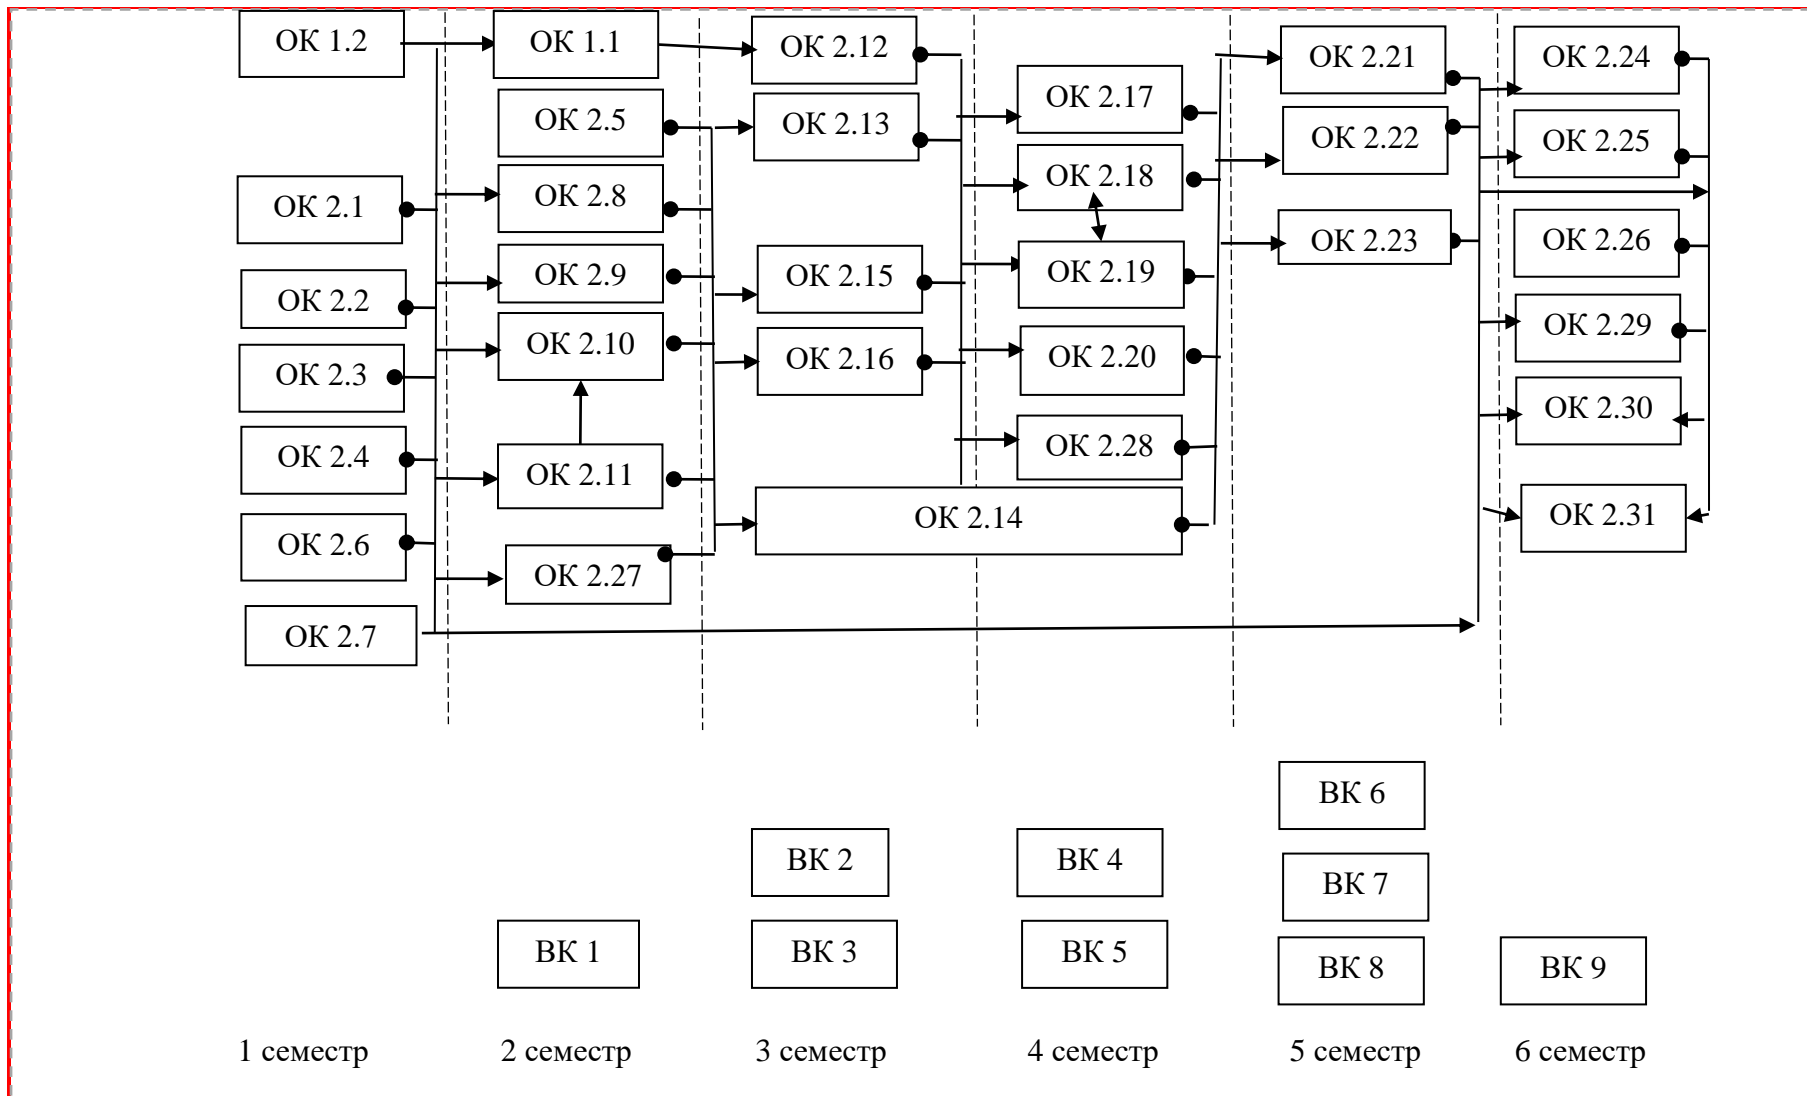 ОК 1.2
ОК 1.1
ОК 2.12
ОК 2.21
ОК 2.24
ОК 2.5
ОК 2.13
ОК 2.17
ОК 2.22
ОК 2.25
ОК 2.1
ОК 2.8
ОК 2.18
ОК 2.23
ОК 2.26
ОК 2.2
ОК 2.9
ОК 2.15
ОК 2.19
ОК 2.29
ОК 2.3
ОК 2.10
ОК 2.16
ОК 2.20
ОК 2.30
ОК 2.4
ОК 2.11
ОК 2.28
ОК 2.6
ОК 2.14
ОК 2.31
ОК 2.27
ОК 2.7
ВК 6
ВК 2
ВК 4
ВК 7
ВК 1
ВК 3
ВК 5
ВК 8
ВК 9
1 семестр
2 семестр
3 семестр
4 семестр
5 семестр
6 семестр